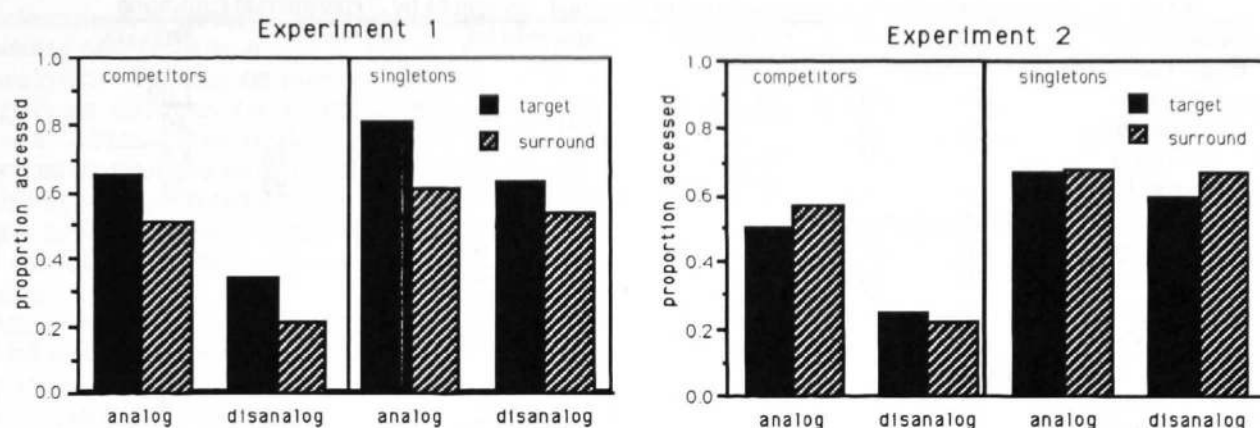 Experiment 1
1.0
competitors
singletons
target
surround
0.8
0.6
0.4
0.2
0.0
proportion accessed
analog
disanalog
analog
disanalog
Experiment 2
1.0
competitors
singletons
target
surround
0.8
0.6
0.4
0.2
0.0
proportion accessed
analog
disanalog
analog
disanalog